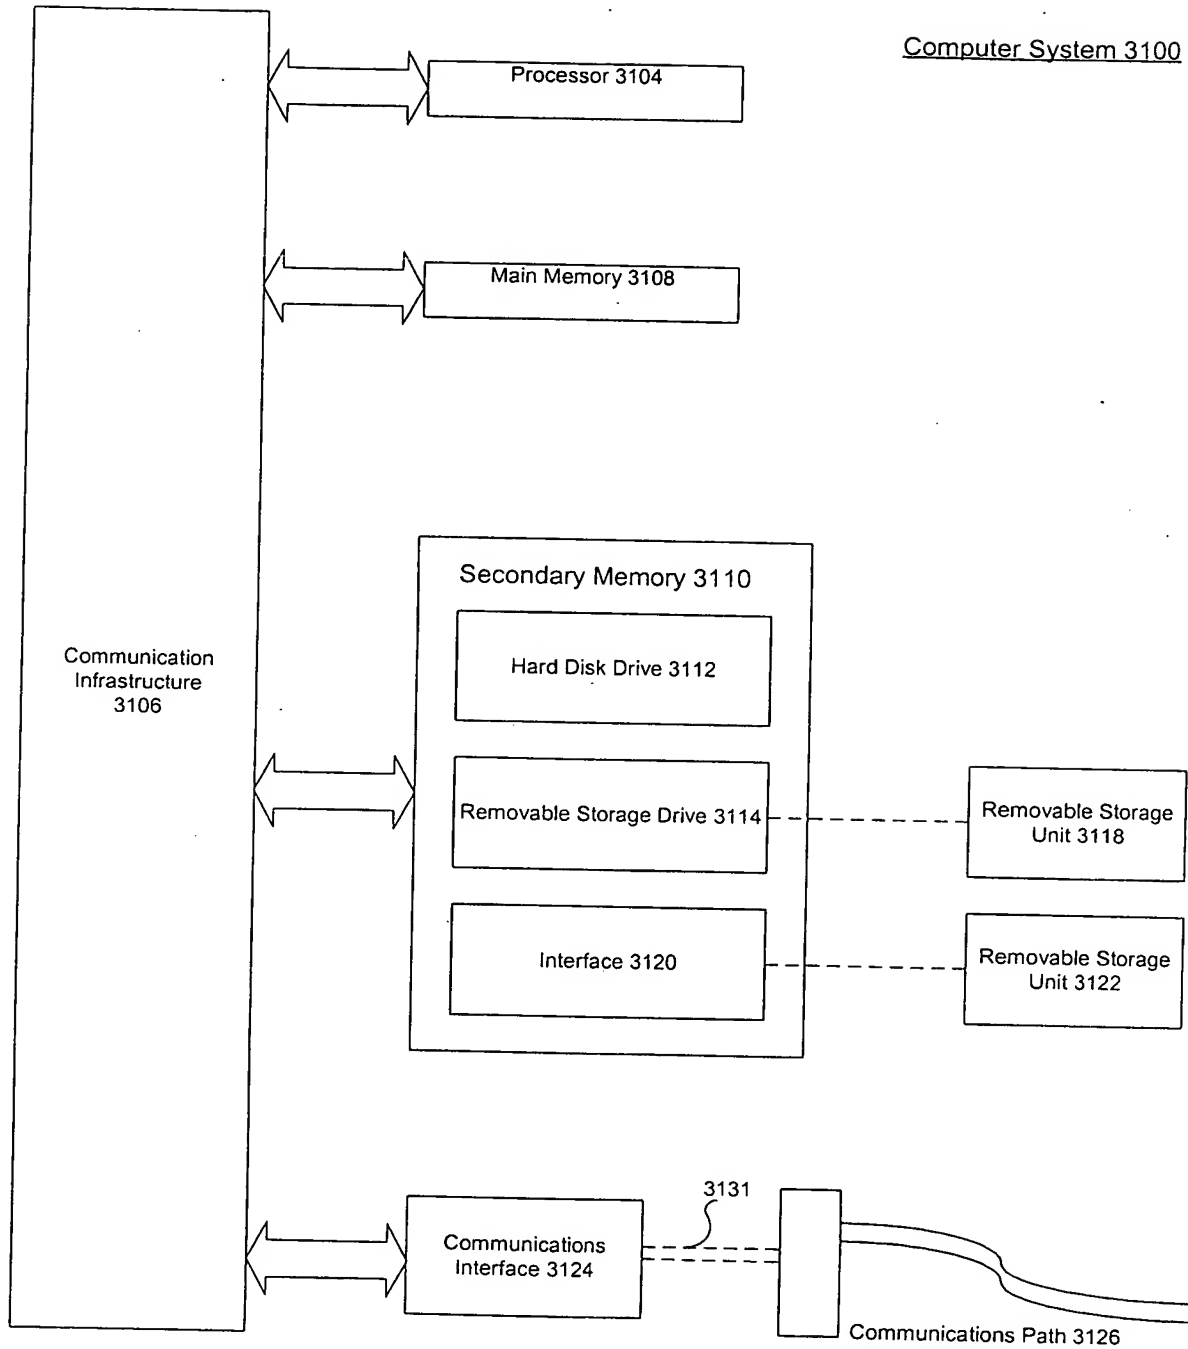 Computer System 3100
Processor 3104
Main Memory 3108
Secondary Memory 3110
Hard Disk Drive 3112
Communication
Infrastructure
3106
Removable Storage Drive 3114
Removable Storage
Unit 3118
Interface 3120
Removable Storage
Unit 3122
3131
Communications
Interface 3124
Communications Path 3126